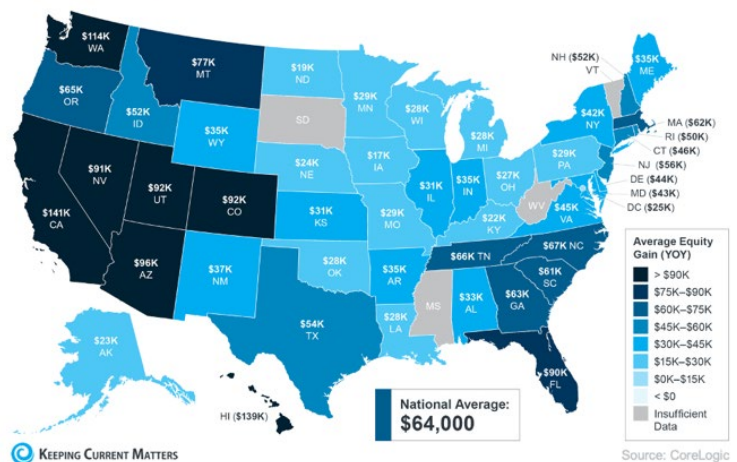 $114K
WA
$65K
OR
$52K
ID
$77K
MT
$35K
WY
$19K
ND
SD
$24K
NE
$31K
KS
$28K
OK
$54K
TX
$141K
CA
$91K
NV
$92K
UT
$92K
CO
$96K
AZ
$37K
NM
$29K
MN
$17K
IA
$29K
MO
$35K
AR
$28K
LA
$28K
WI
$31K
IL
$28K
MI
$35K
IN
$27K
OH
$22K
KY
$66K TN
MS
$33K
AL
$63K
GA
$90K
FL
$61K
SC
$67K NC
$45K
VA
WV
$29K
PA
$42K
NY
$35K
ME
NH ($52K)
VT
MA ($62K)
RI ($50K)
CT ($46K)
NJ ($56K)
DE ($44K)
MD ($43K)
DC ($25K)
$23K
AK
HI ($139K)
Average Equity
Gain (YOY)
> $90K
$75K–$90K
$60K–$75K
$45K–$60K
$30K–$45K
$15K–$30K
$0K–$15K
< $0
Insufficient
Data
National Average:
$64,000
KEEPING CURRENT MATTERS
Source: CoreLogic